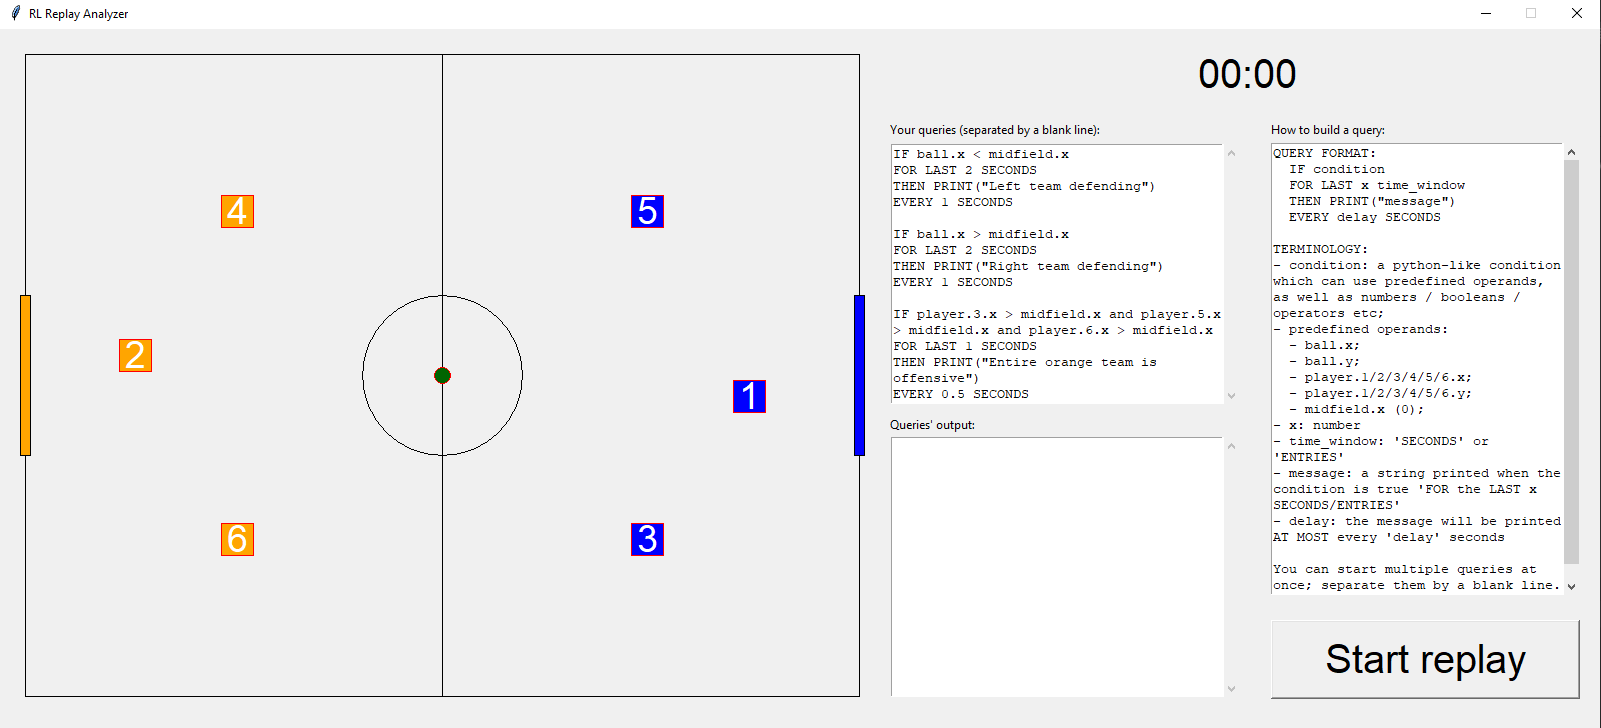 RL Replay Analyzer
00:00
4
5
2
1
6
3
Your queries (separated by a blank line):
IF ball.x < midfield.x
FOR LAST 2 SECONDS
THEN PRINT("Left team defending")
EVERY 1 SECONDS

IF ball.x > midfield.x
FOR LAST 2 SECONDS
THEN PRINT("Right team defending")
EVERY 1 SECONDS

IF player.3.x > midfield.x and player.5.x
> midfield.x and player.6.x > midfield.x
FOR LAST 1 SECONDS
THEN PRINT("Entire orange team is
offensive")
EVERY 0.5 SECONDS
Queries' output:
How to build a query:
QUERY FORMAT:
  IF condition
  FOR LAST x time_window
  THEN PRINT("message")
  EVERY delay SECONDS

TERMINOLOGY:
- condition: a python-like condition
which can use predefined operands,
as well as numbers / booleans /
operators etc;
- predefined operands:
  - ball.x;
  - ball.y;
  - player.1/2/3/4/5/6.x;
  - player.1/2/3/4/5/6.y;
  - midfield.x (0);
- x: number
- time_window: 'SECONDS' or
'ENTRIES'
- message: a string printed when the
condition is true 'FOR the LAST x
SECONDS/ENTRIES'
- delay: the message will be printed
AT MOST every 'delay' seconds

You can start multiple queries at
once; separate them by a blank line.
Start replay